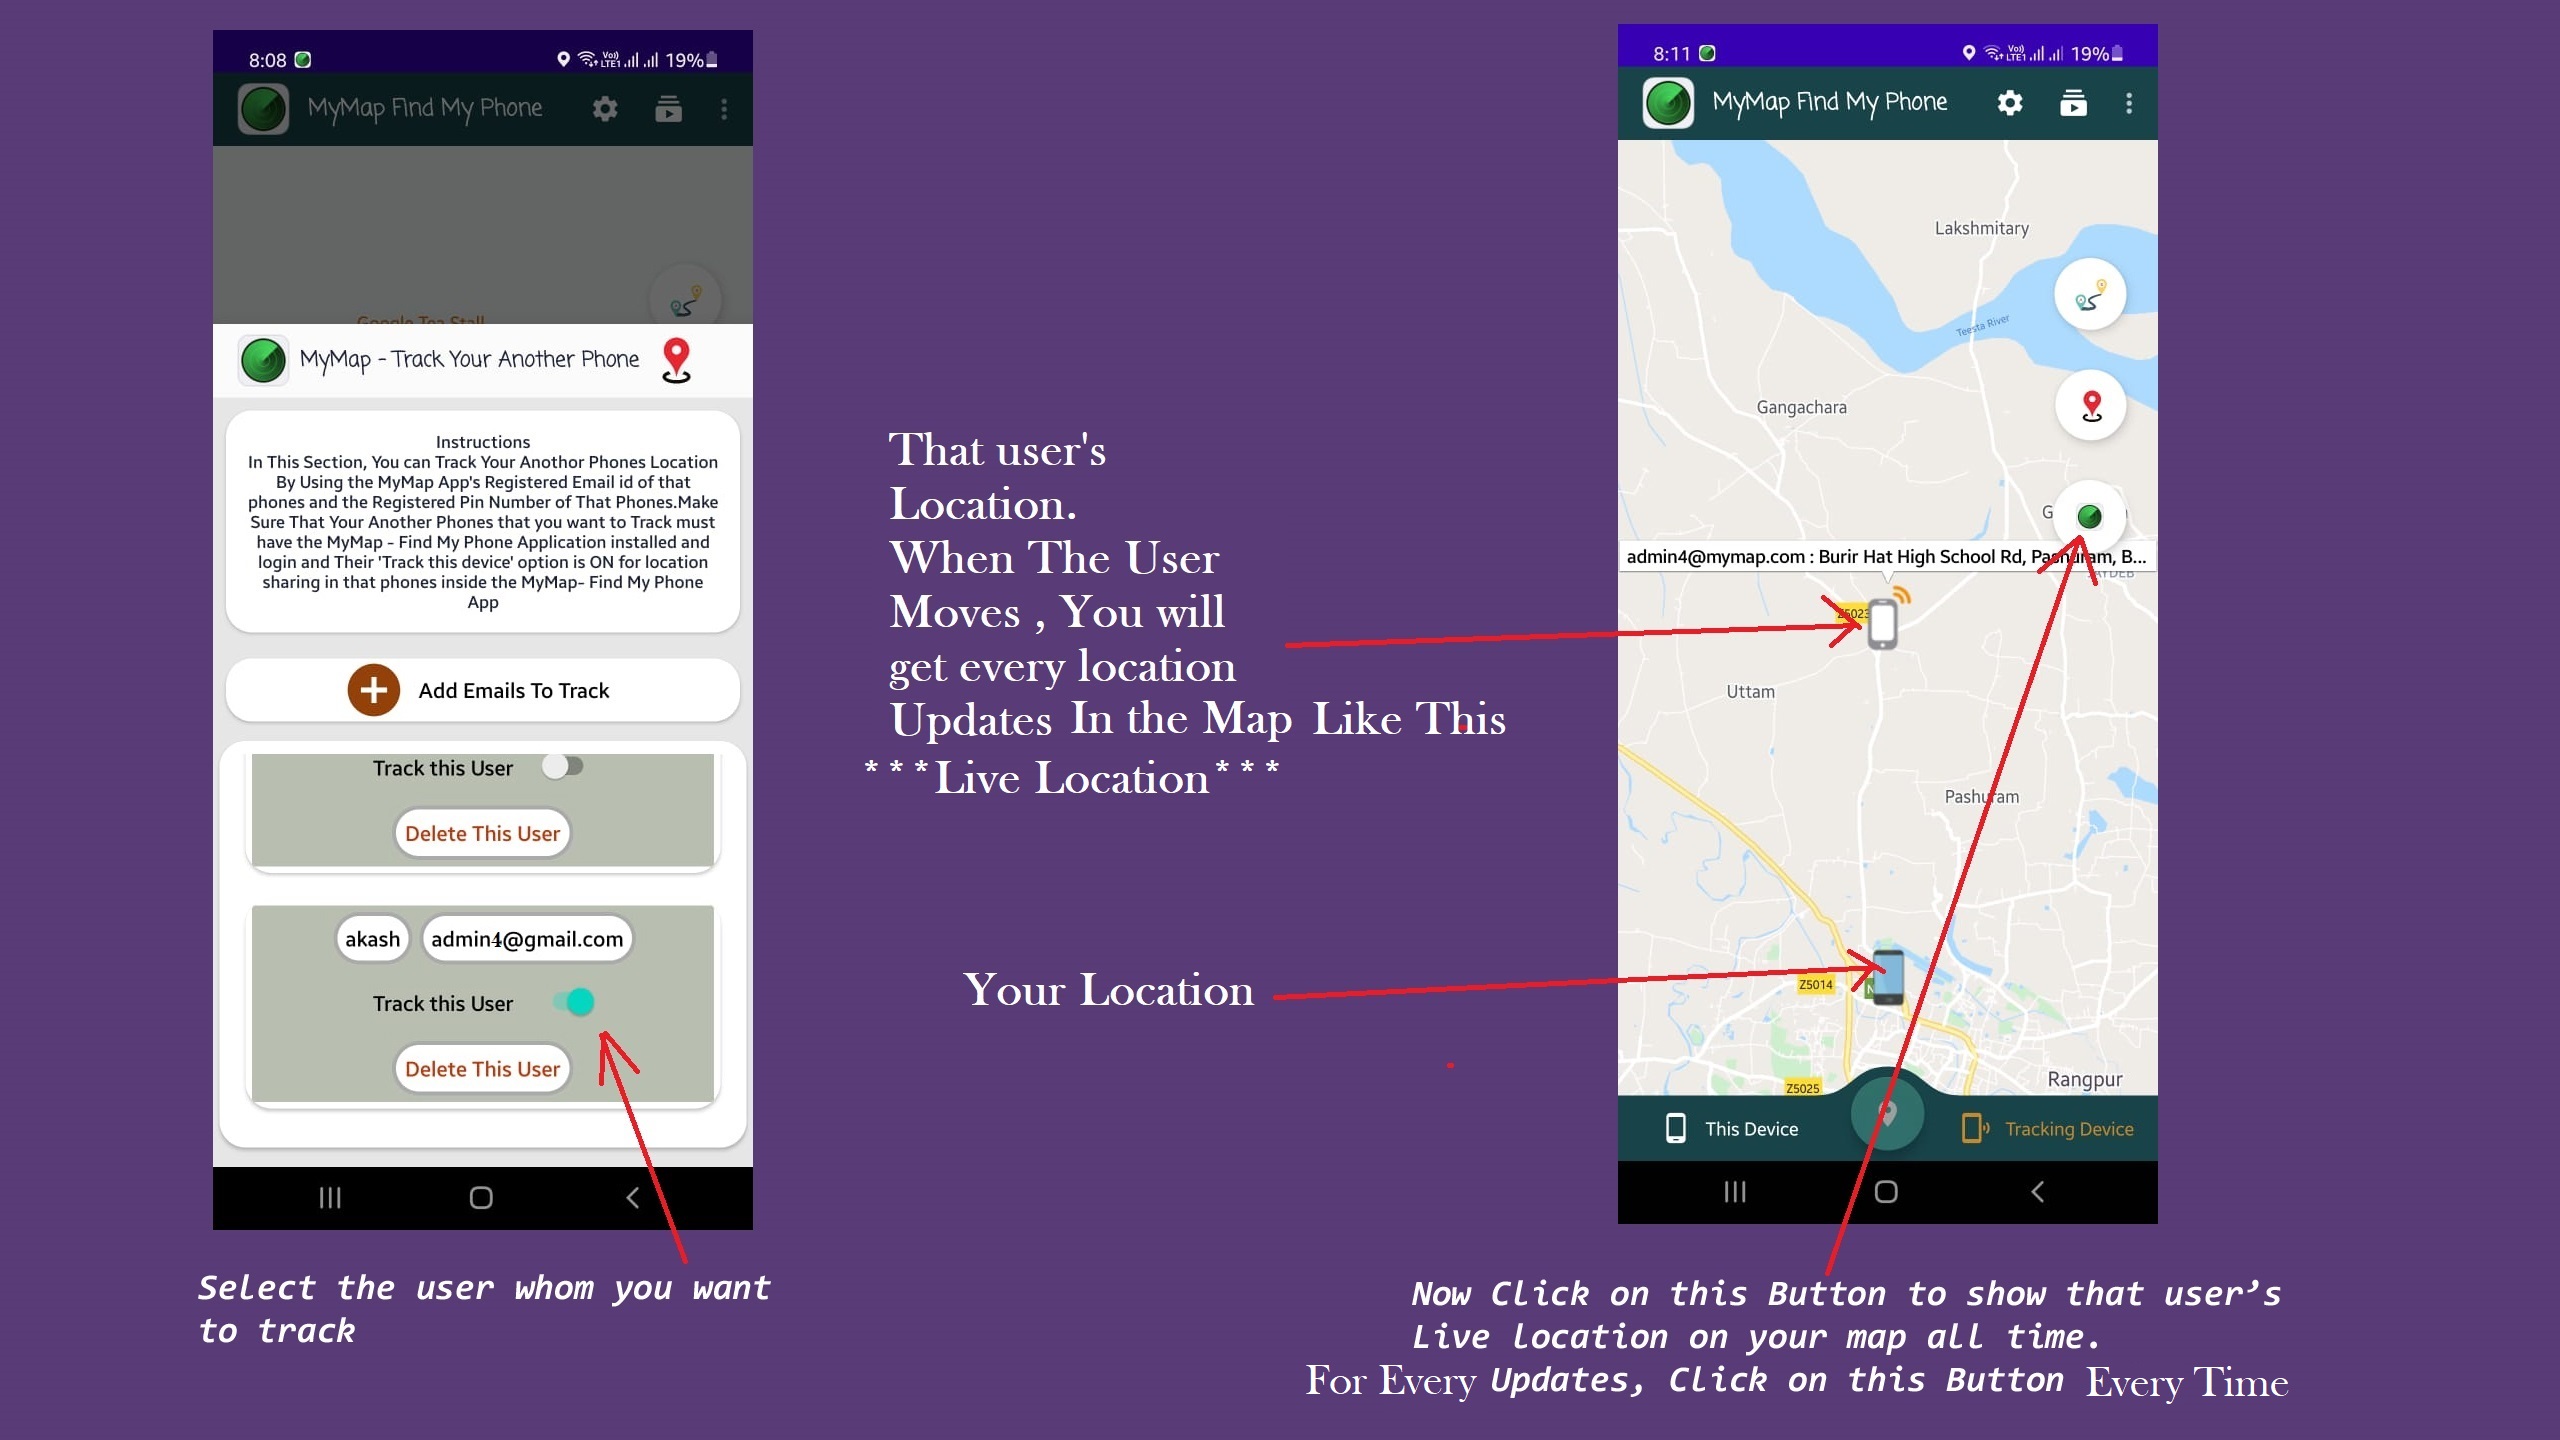 8:08
Voi)
LTE1
19%
MyMap Find My Phone
Google Tea Stall
MyMap - Track Your Another Phone
Instructions
In This Section, You can Track Your Anothor Phones Location
By Using the MyMap App's Registered Email id of that
phones and the Registered Pin Number of That Phones.Make
Sure That Your Another Phones that you want to Track must
have the MyMap - Find My Phone Application installed and
login and Their 'Track this device' option is ON for location
sharing in that phones inside the MyMap- Find My Phone
App
Add Emails To Track
Track this User
Delete This User
akash admin4@gmail.com
Track this User
Delete This User
Select the user whom you want
to track
That user's
Location.
When The User
Moves , You will
get every location
Updates In the Map Like This
***Live Location***
Your Location
8:11
Voi)
LTE1
19%
MyMap Find My Phone
Lakshmitary
Teesta River
Gangachara
admin4@mymap.com : Burir Hat High School Rd, Pashuram, B...
Z5023
Uttam
Pashuram
Z5014
Rangpur
Z5025
This Device
Tracking Device
Now Click on this Button to show that user’s
Live location on your map all time.
For Every Updates, Click on this Button Every Time